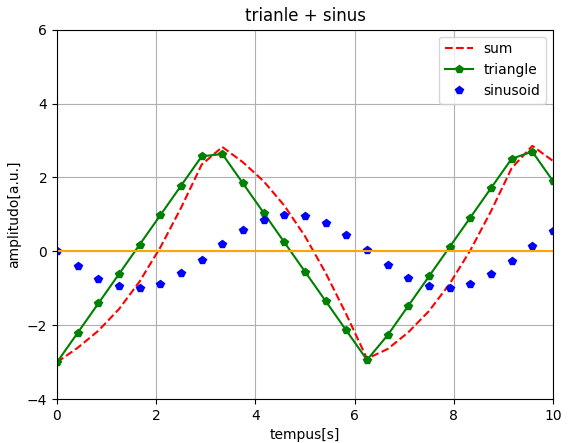 trianle + sinus
6
4
2
0
−2
−4
amplitudo[a.u.]
sum
triangle
sinusoid
0 2 4 6 8 10
tempus[s]